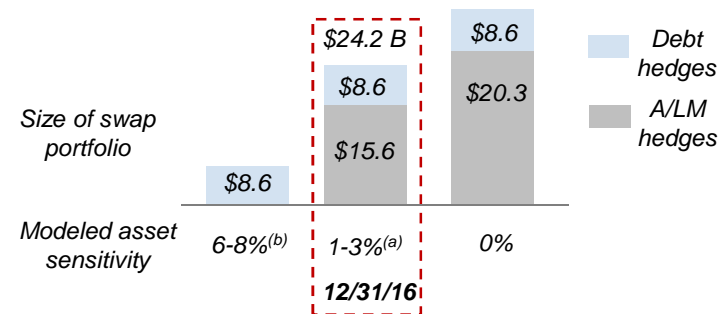 $24.2 B
$8.6
$8.6
Debt
hedges
A/LM
hedges
$20.3
Size of swap
portfolio
$15.6
$8.6
Modeled asset
sensitivity
6-8%(b)
1-3%(a)
0%
12/31/16